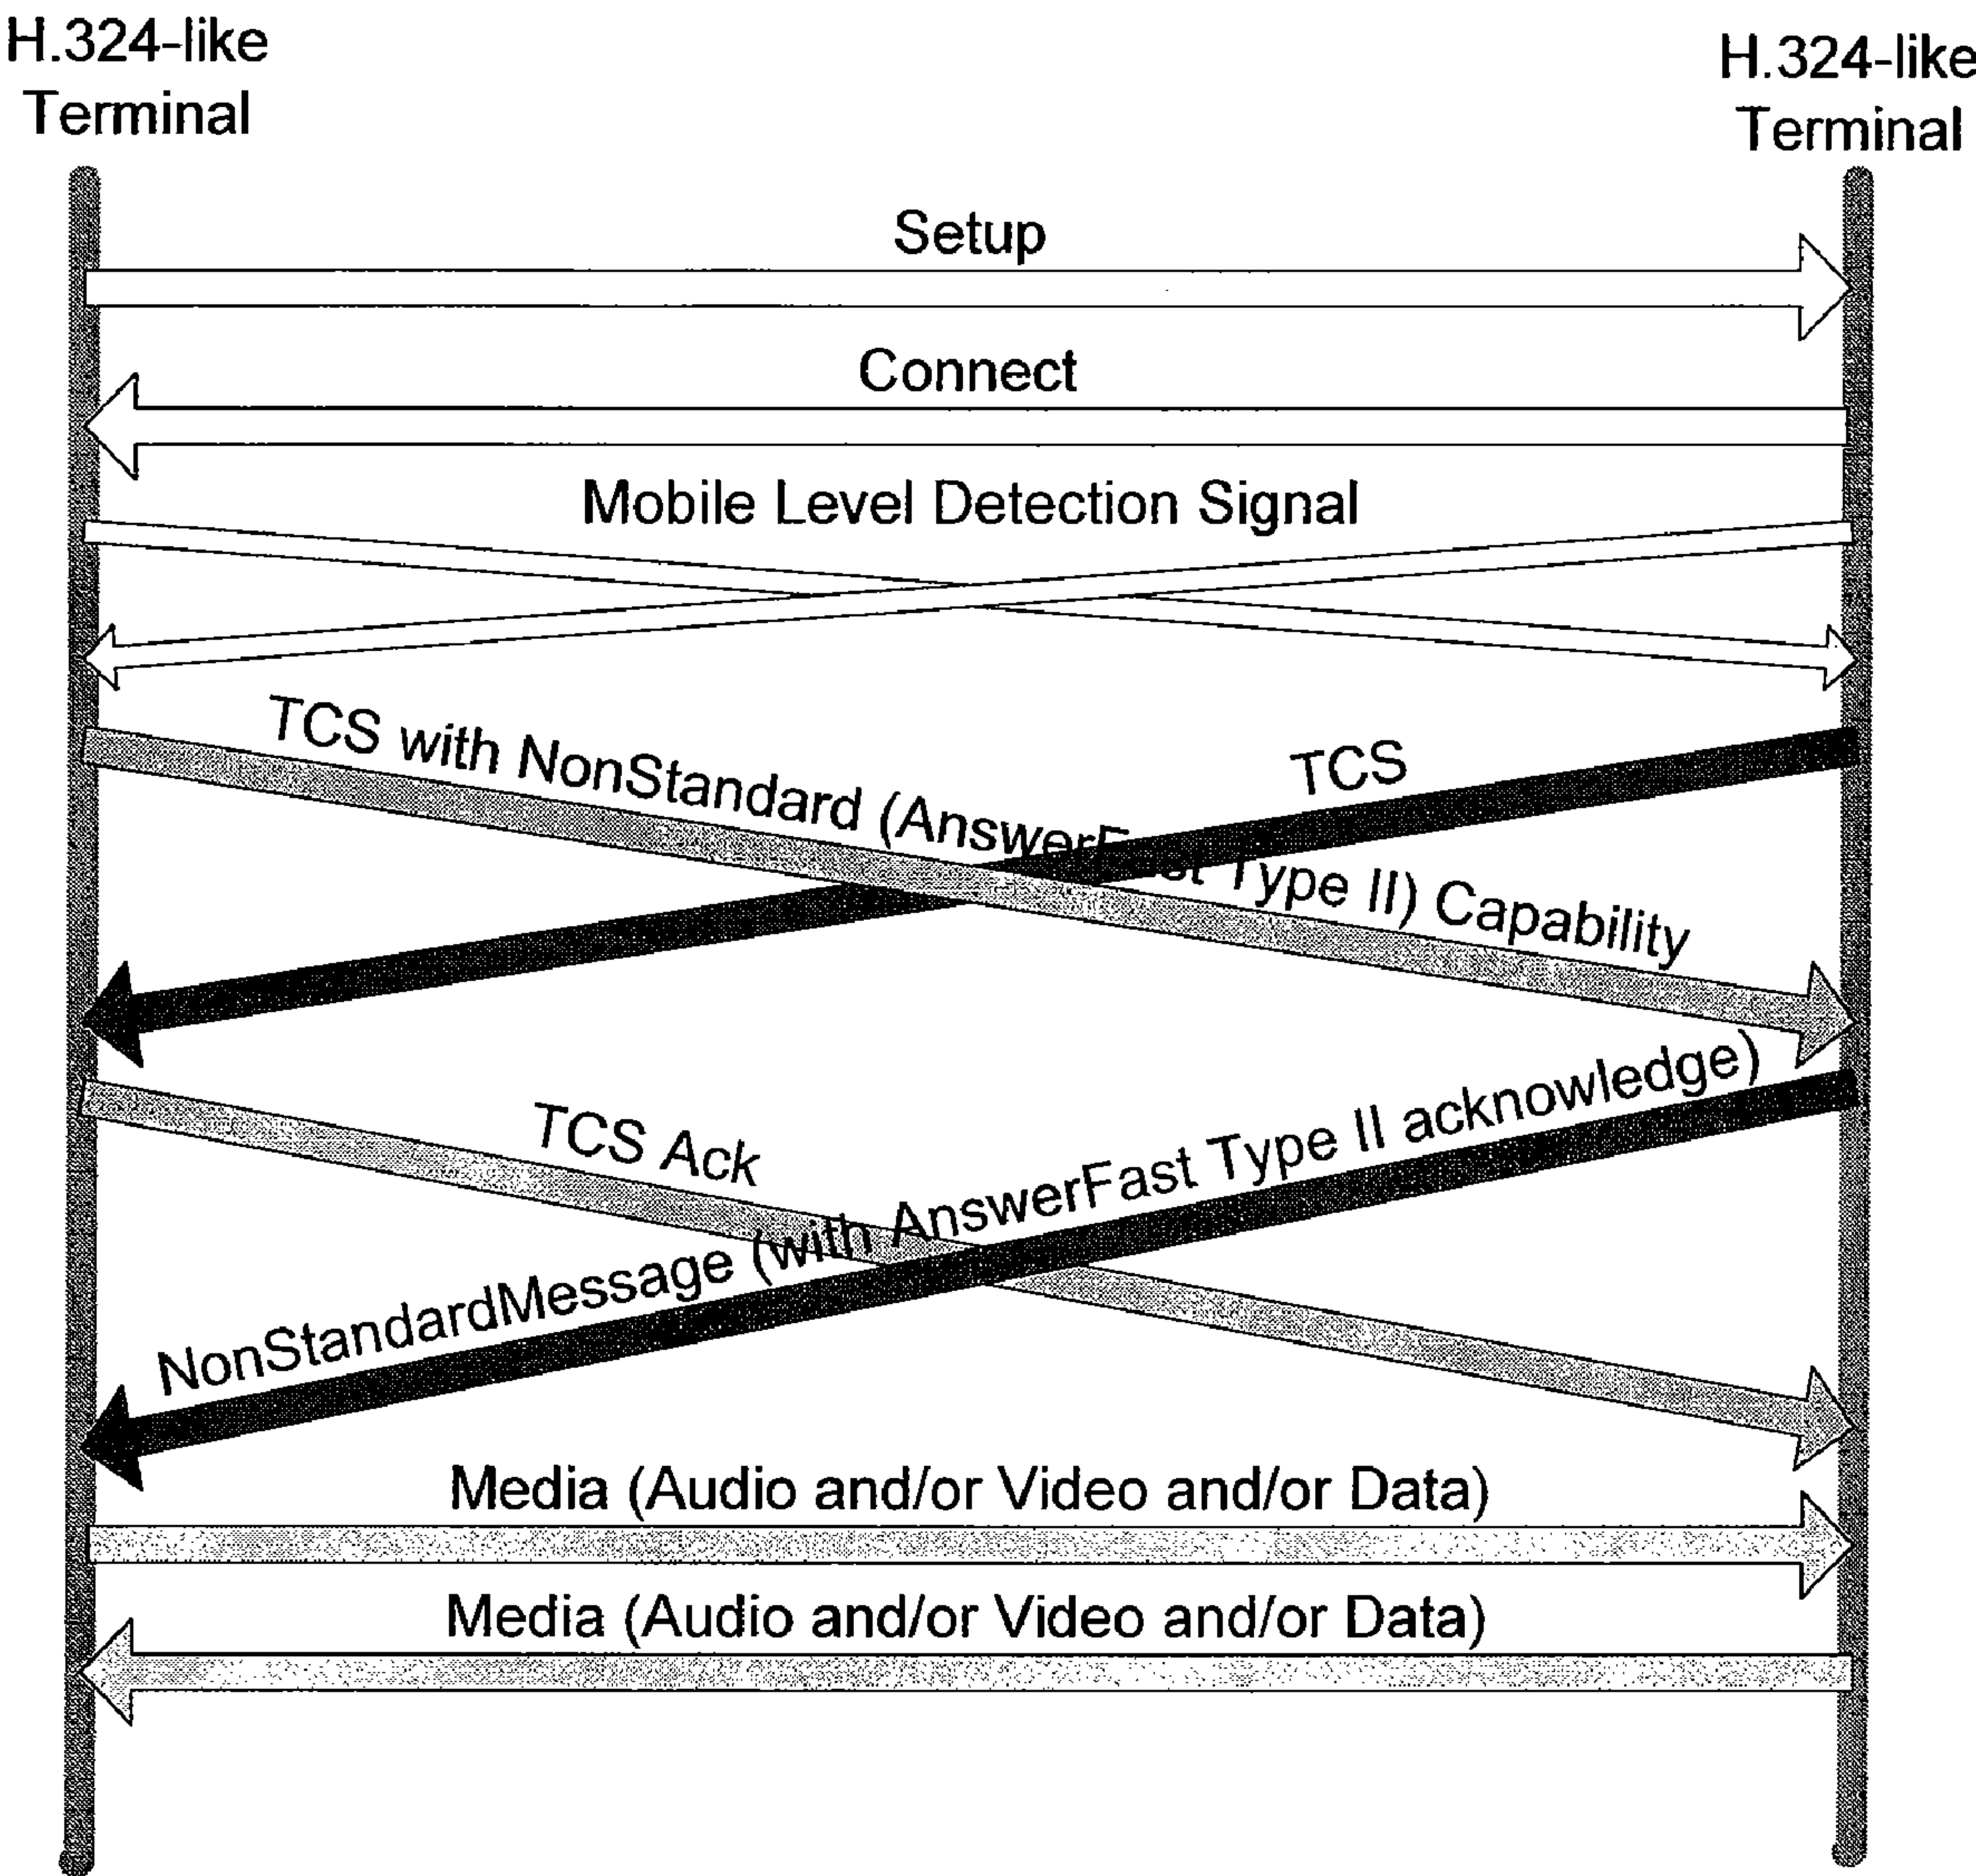 H.324-like
Terminal
H.324-like
Terminal
Setup
Connect
Mobile Level Detection Signal
TCS with NonStandard (AnswerFast Type II) Capability
TCS
TCS Ack
NonStandardMessage (with AnswerFast Type II acknowledge)
Media (Audio and/or Video and/or Data)
Media (Audio and/or Video and/or Data)